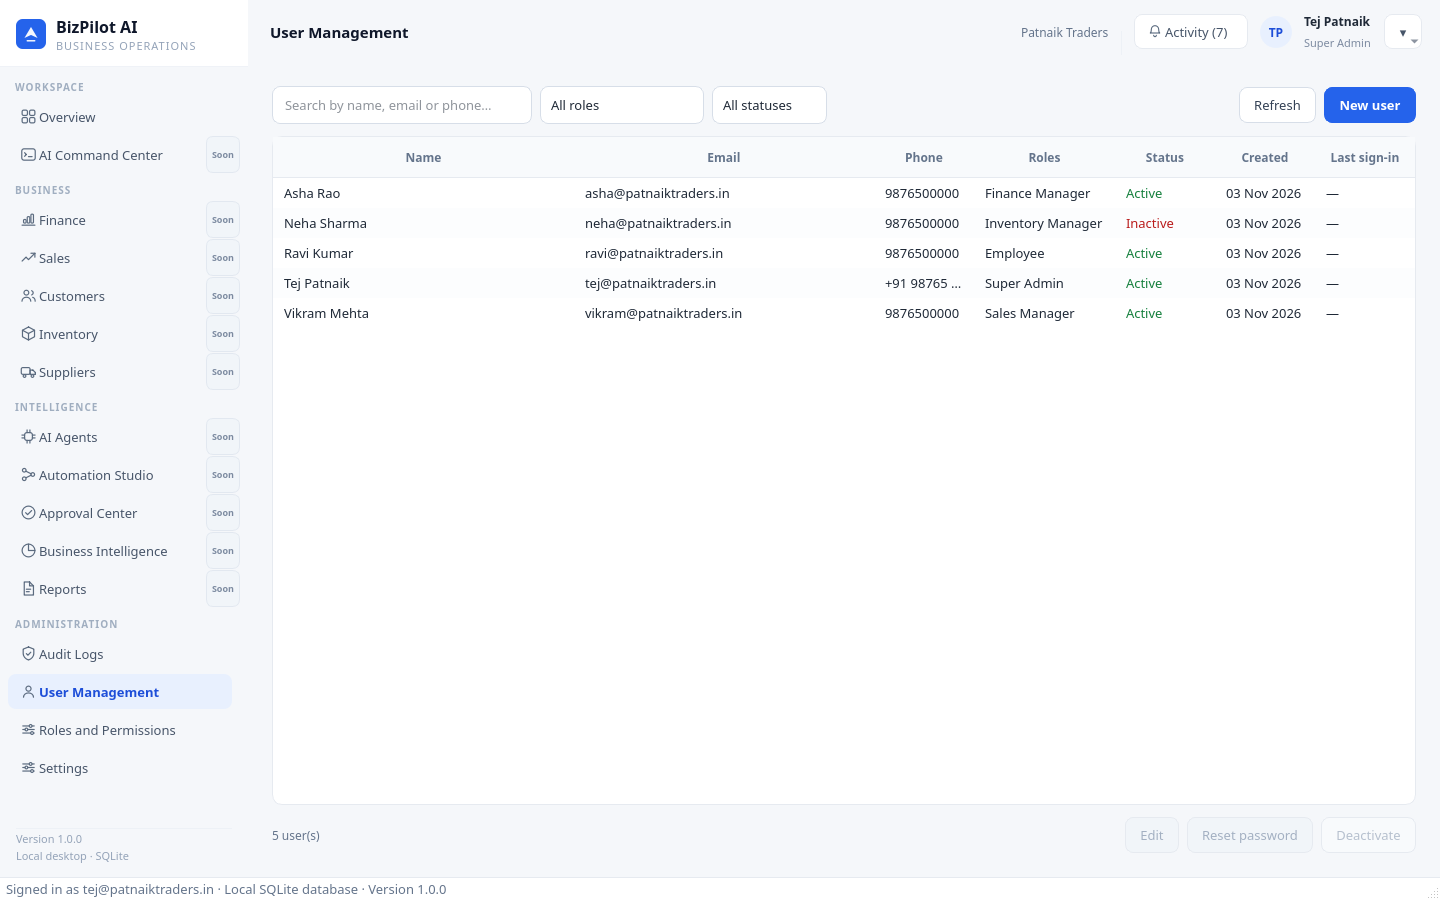 BizPilot AI
BUSINESS OPERATIONS
User Management
Patnaik Traders
Activity (7)
TP
Tej Patnaik
Super Admin
WORKSPACE
Overview
AI Command Center Soon
BUSINESS
Finance Soon
Sales Soon
Customers Soon
Inventory Soon
Suppliers Soon
INTELLIGENCE
AI Agents Soon
Automation Studio Soon
Approval Center Soon
Business Intelligence Soon
Reports Soon
ADMINISTRATION
Audit Logs
User Management
Roles and Permissions
Settings
Version 1.0.0
Local desktop · SQLite
Search by name, email or phone...
All roles
All statuses
Refresh
New user
Name Email Phone Roles Status Created Last sign-in
Asha Rao asha@patnaiktraders.in 9876500000 Finance Manager Active 03 Nov 2026 —
Neha Sharma neha@patnaiktraders.in 9876500000 Inventory Manager Inactive 03 Nov 2026 —
Ravi Kumar ravi@patnaiktraders.in 9876500000 Employee Active 03 Nov 2026 —
Tej Patnaik tej@patnaiktraders.in +91 98765 ... Super Admin Active 03 Nov 2026 —
Vikram Mehta vikram@patnaiktraders.in 9876500000 Sales Manager Active 03 Nov 2026 —
5 user(s)
Edit
Reset password
Deactivate
Signed in as tej@patnaiktraders.in · Local SQLite database · Version 1.0.0